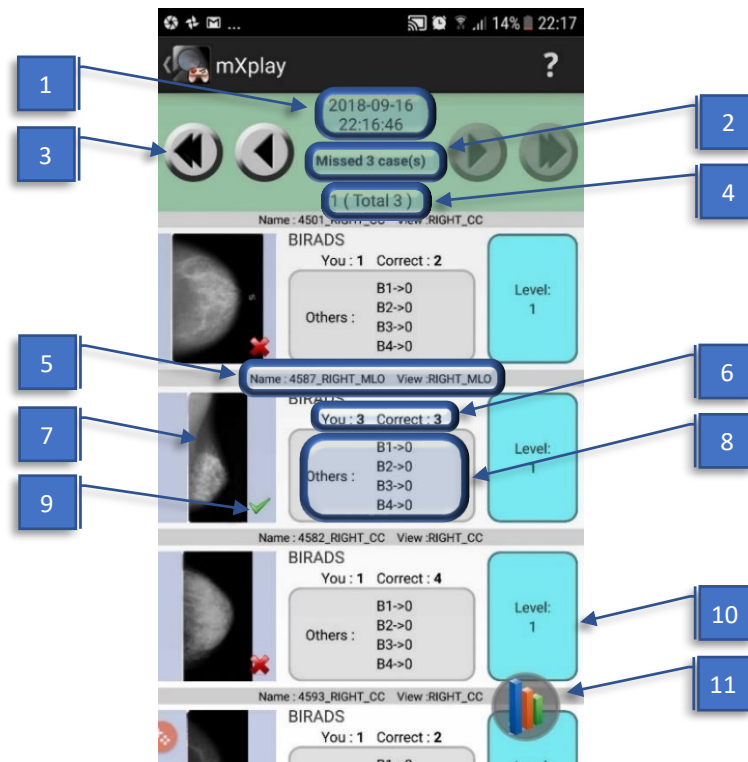 ... 14% 22:17
mXplay ?
1
2018-09-16
22:16:46
2
3
Missed 3 case(s)
1 ( Total 3 )
4
Name : 4501_RIGHT_CC View :RIGHT_CC
BIRADS
You : 1 Correct : 2
B1->0
B2->0
Others :
B3->0
B4->0
Level:
1
5
Name : 4587_RIGHT_MLO View :RIGHT_MLO
6
BIRADS
You : 3 Correct : 3
7
B1->0
B2->0
Others :
B3->0
B4->0
Level:
1
8
9
Name : 4582_RIGHT_CC View :RIGHT_CC
BIRADS
You : 1 Correct : 4
B1->0
B2->0
Others :
B3->0
B4->0
Level:
1
10
11
Name : 4593_RIGHT_CC View :RIGHT_CC
BIRADS
You : 1 Correct : 2